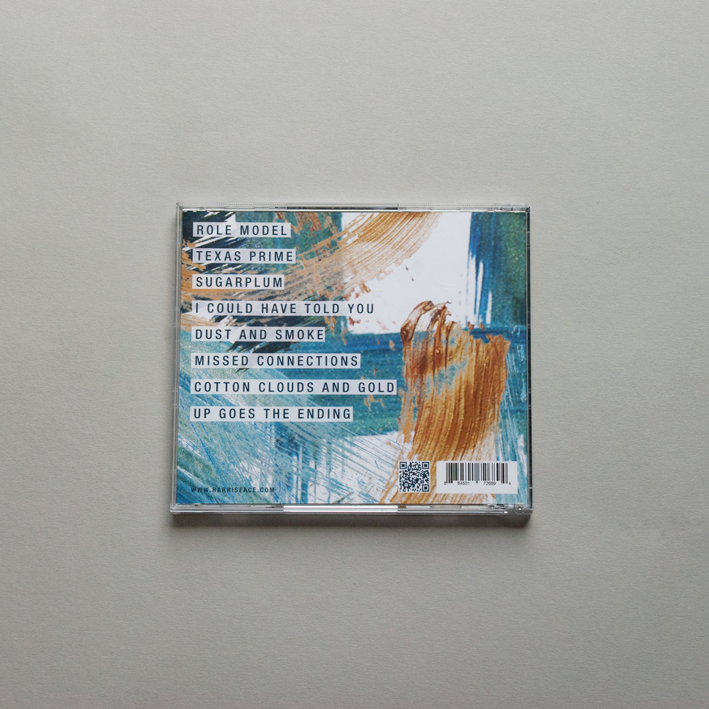 ROLE MODEL
TEXAS PRIME
SUGARPLUM
I COULD HAVE TOLD YOU
DUST AND SMOKE
MISSED CONNECTIONS
COTTON CLOUDS AND GOLD
UP GOES THE ENDING
WWW.HARRISFACE.COM